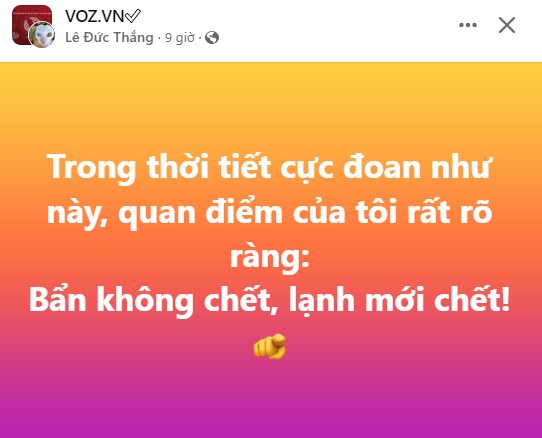 VOZ.VN✓
Lê Đức Thắng · 9 giờ ·
Trong thời tiết cực đoan như
này, quan điểm của tôi rất rõ
ràng:
Bẩn không chết, lạnh mới chết!
🫵